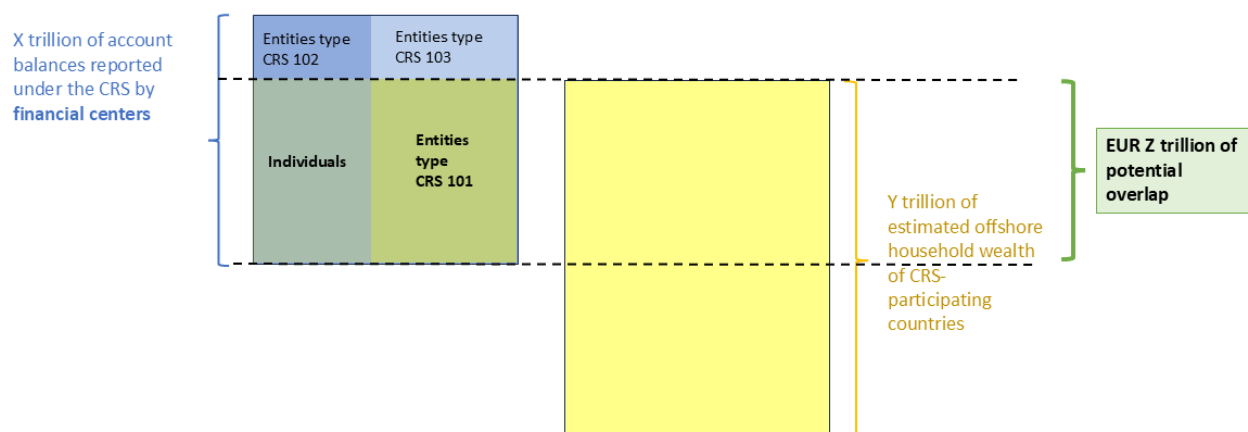 X trillion of account
balances reported
under the CRS by
financial centers
Entities type
CRS 102
Entities type
CRS 103
Individuals
Entities
type
CRS 101
Y trillion of
estimated offshore
household wealth
of CRS-
participating
countries
EUR Z trillion of
potential
overlap